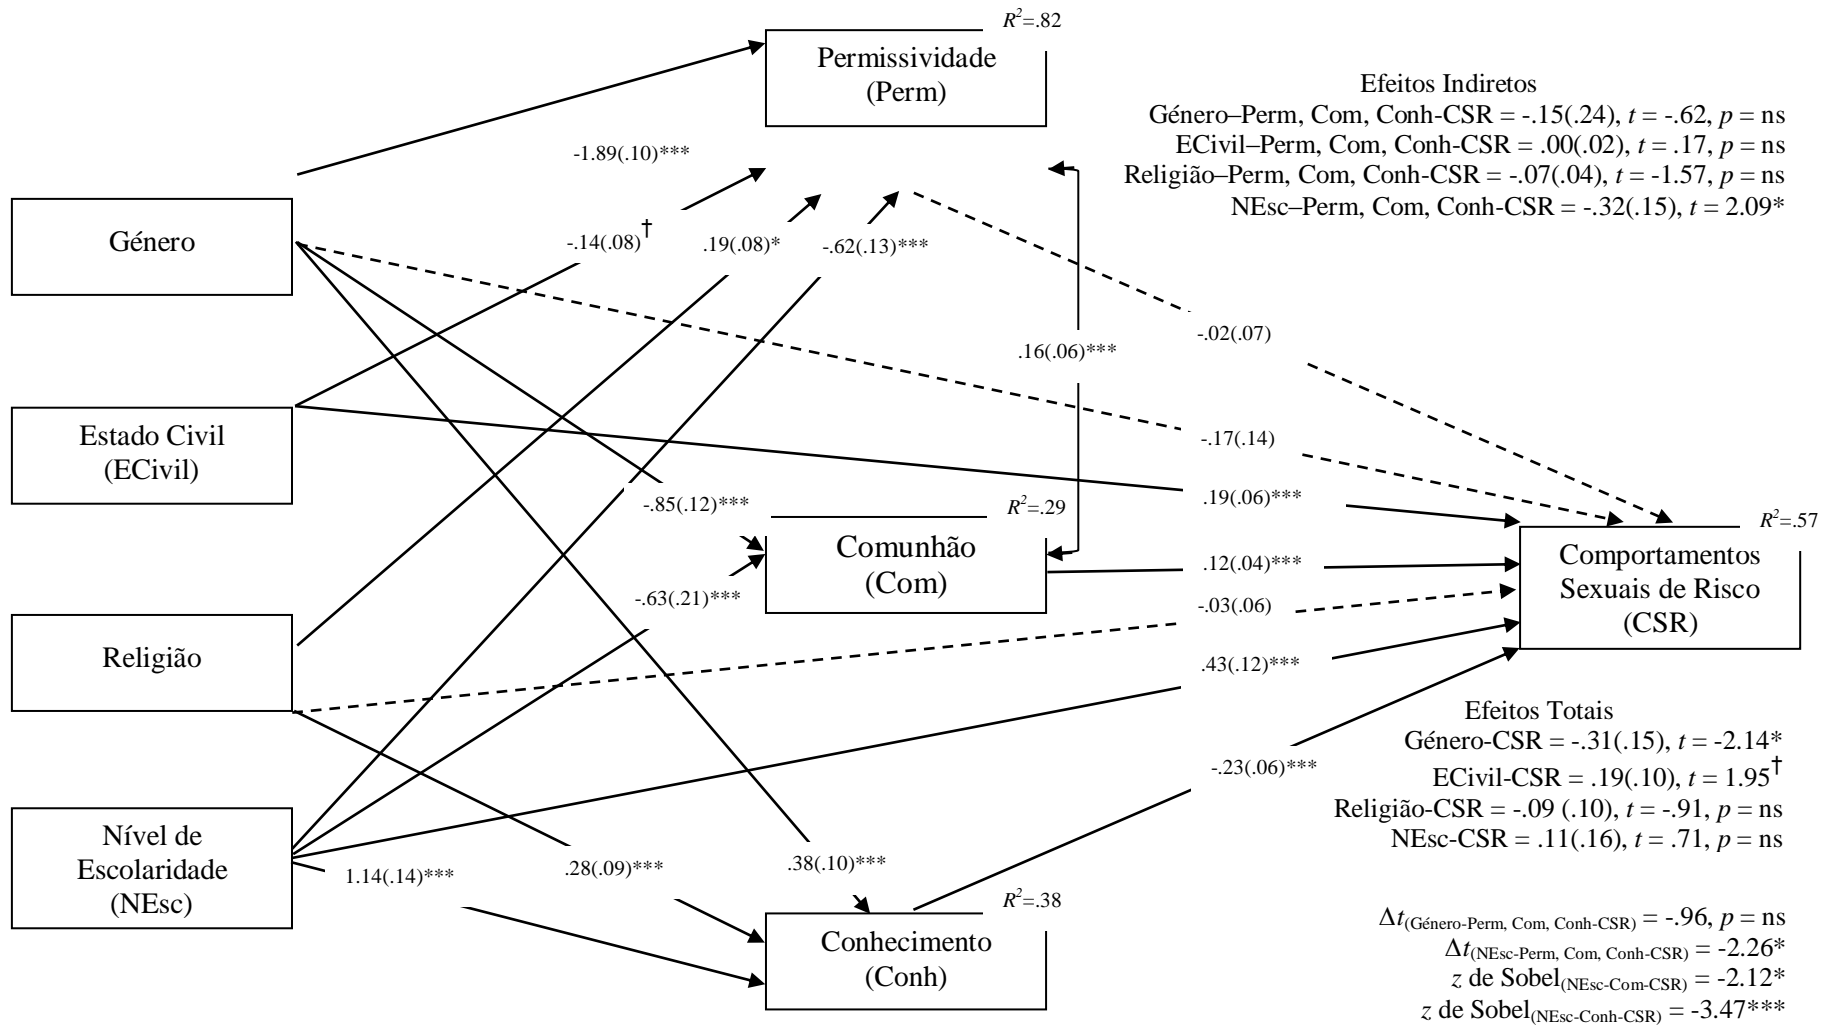 R²=.82
Permissividade
(Perm)
Efeitos Indiretos
Género–Perm, Com, Conh-CSR = -.15(.24), t = -.62, p = ns
ECivil–Perm, Com, Conh-CSR = .00(.02), t = .17, p = ns
Religião–Perm, Com, Conh-CSR = -.07(.04), t = -1.57, p = ns
NEsc–Perm, Com, Conh-CSR = -.32(.15), t = 2.09*
-1.89(.10)***
Género
-.14(.08)†
.19(.08)*
-.62(.13)***
-.02(.07)
.16(.06)***
Estado Civil
(ECivil)
-.17(.14)
-.85(.12)***
.19(.06)***
R²=.29
R²=.57
Comunhão
(Com)
.12(.04)***
Comportamentos
Sexuais de Risco
(CSR)
-.63(.21)***
-.03(.06)
Religião
.43(.12)***
Efeitos Totais
Género-CSR = -.31(.15), t = -2.14*
ECivil-CSR = .19(.10), t = 1.95†
Religião-CSR = -.09 (.10), t = -.91, p = ns
NEsc-CSR = .11(.16), t = .71, p = ns
-.23(.06)***
Nível de
Escolaridade
(NEsc)
1.14(.14)***
.28(.09)***
.38(.10)***
R²=.38
Conhecimento
(Conh)
Δt(Género-Perm, Com, Conh-CSR) = -.96, p = ns
Δt(NEsc-Perm, Com, Conh-CSR) = -2.26*
z de Sobel(NEsc-Com-CSR) = -2.12*
z de Sobel(NEsc-Conh-CSR) = -3.47***